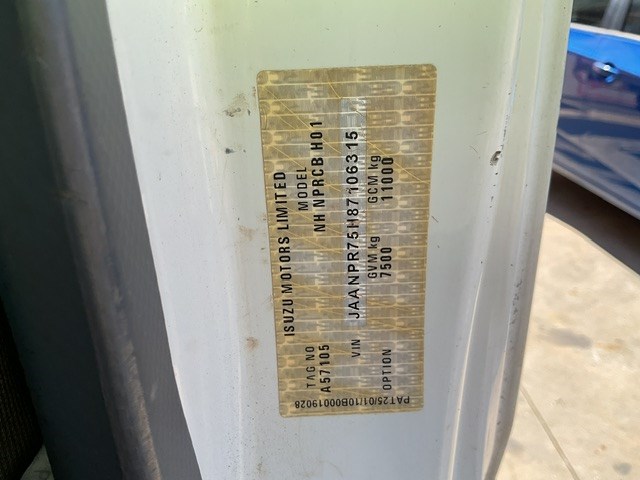 ISUZU MOTORS LIMITED
TAG NO MODEL
A57105 NH NPRCB H01
VIN JAANPR75H87106315
GVM kg GCM kg
OPTION 7500 11000
PAT25/01/10B00019028